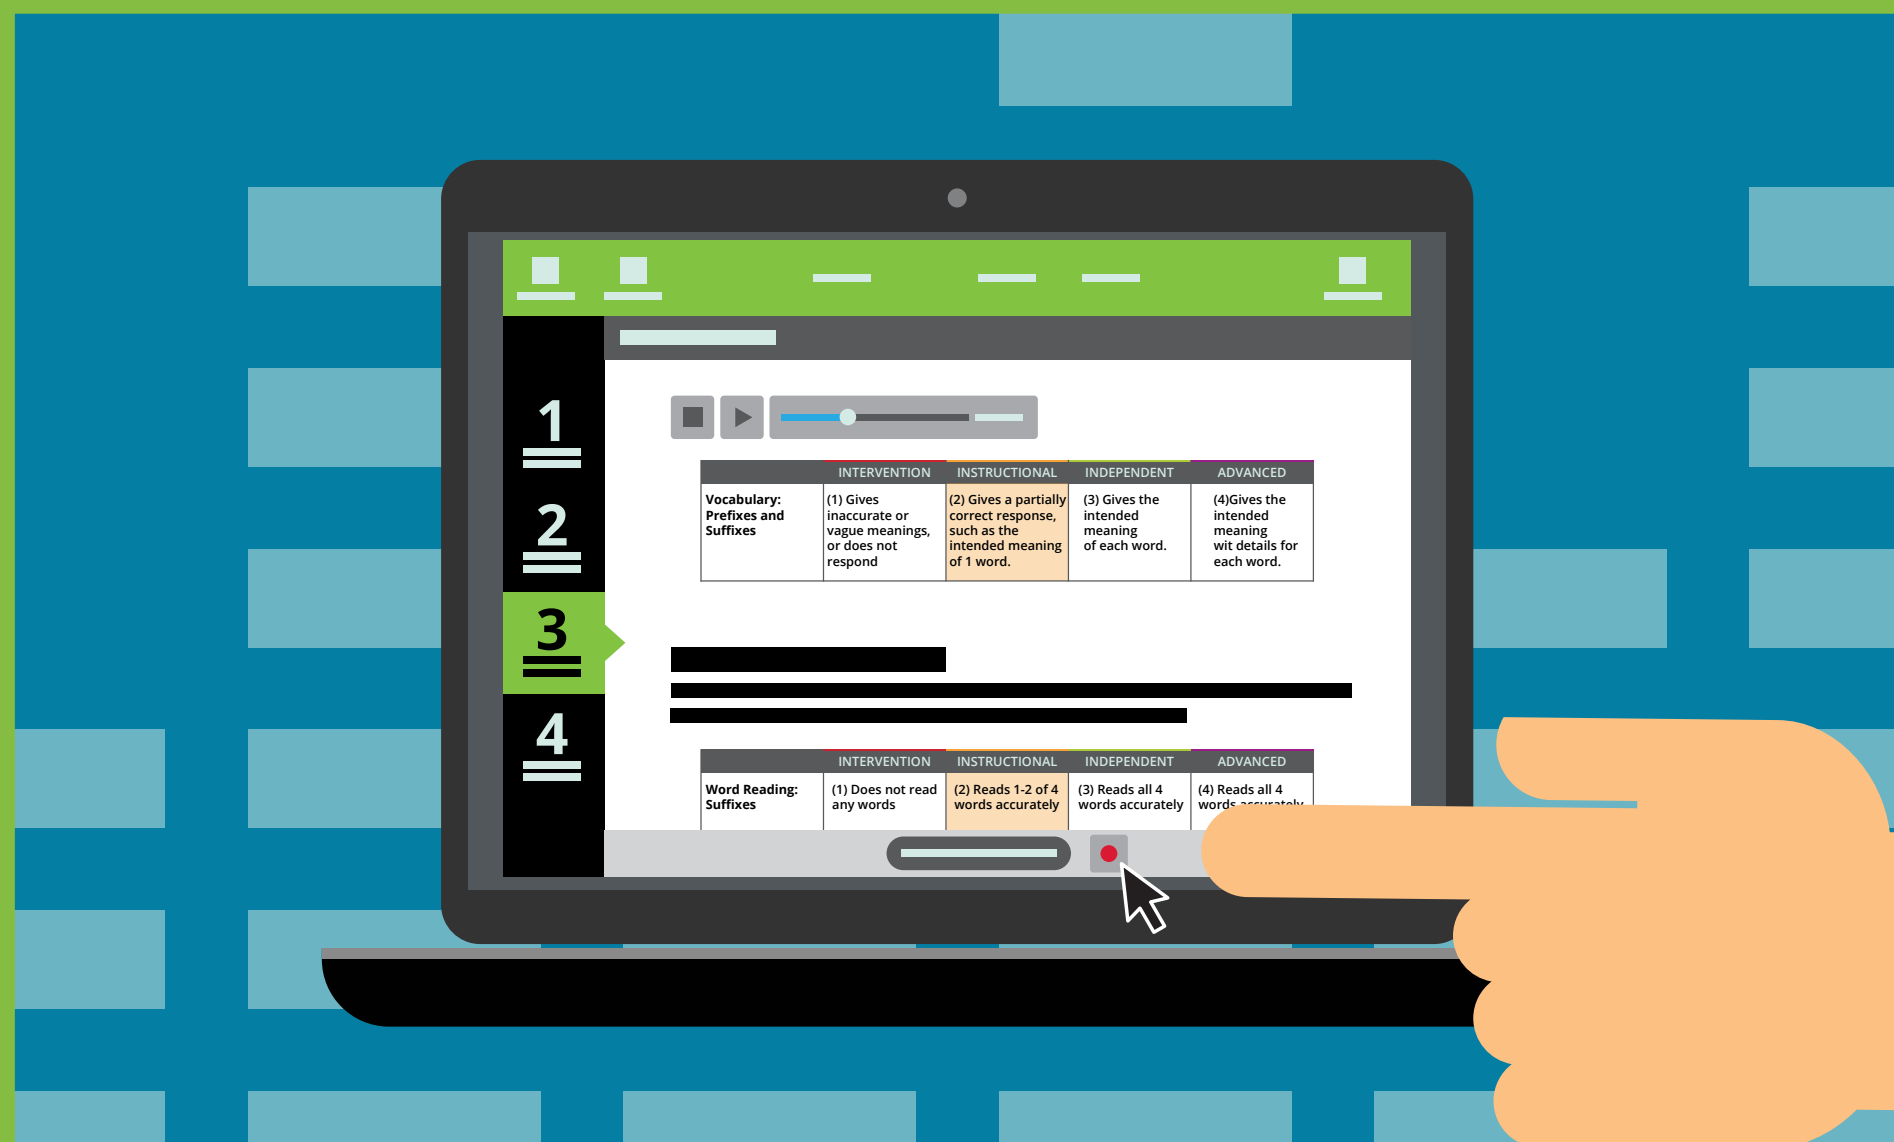 1
2
3
4
INTERVENTION INSTRUCTIONAL INDEPENDENT ADVANCED
Vocabulary:
Prefixes and
Suffixes
(1) Gives
inaccurate or
vague meanings,
or does not
respond
(2) Gives a partially
correct response,
such as the
intended meaning
of 1 word.
(3) Gives the
intended
meaning
of each word.
(4)Gives the
intended
meaning
wit details for
each word.
INTERVENTION INSTRUCTIONAL INDEPENDENT ADVANCED
Word Reading:
Suffixes
(1) Does not read
any words
(2) Reads 1-2 of 4
words accurately
(3) Reads all 4
words accurately
(4) Reads all 4
words accurately